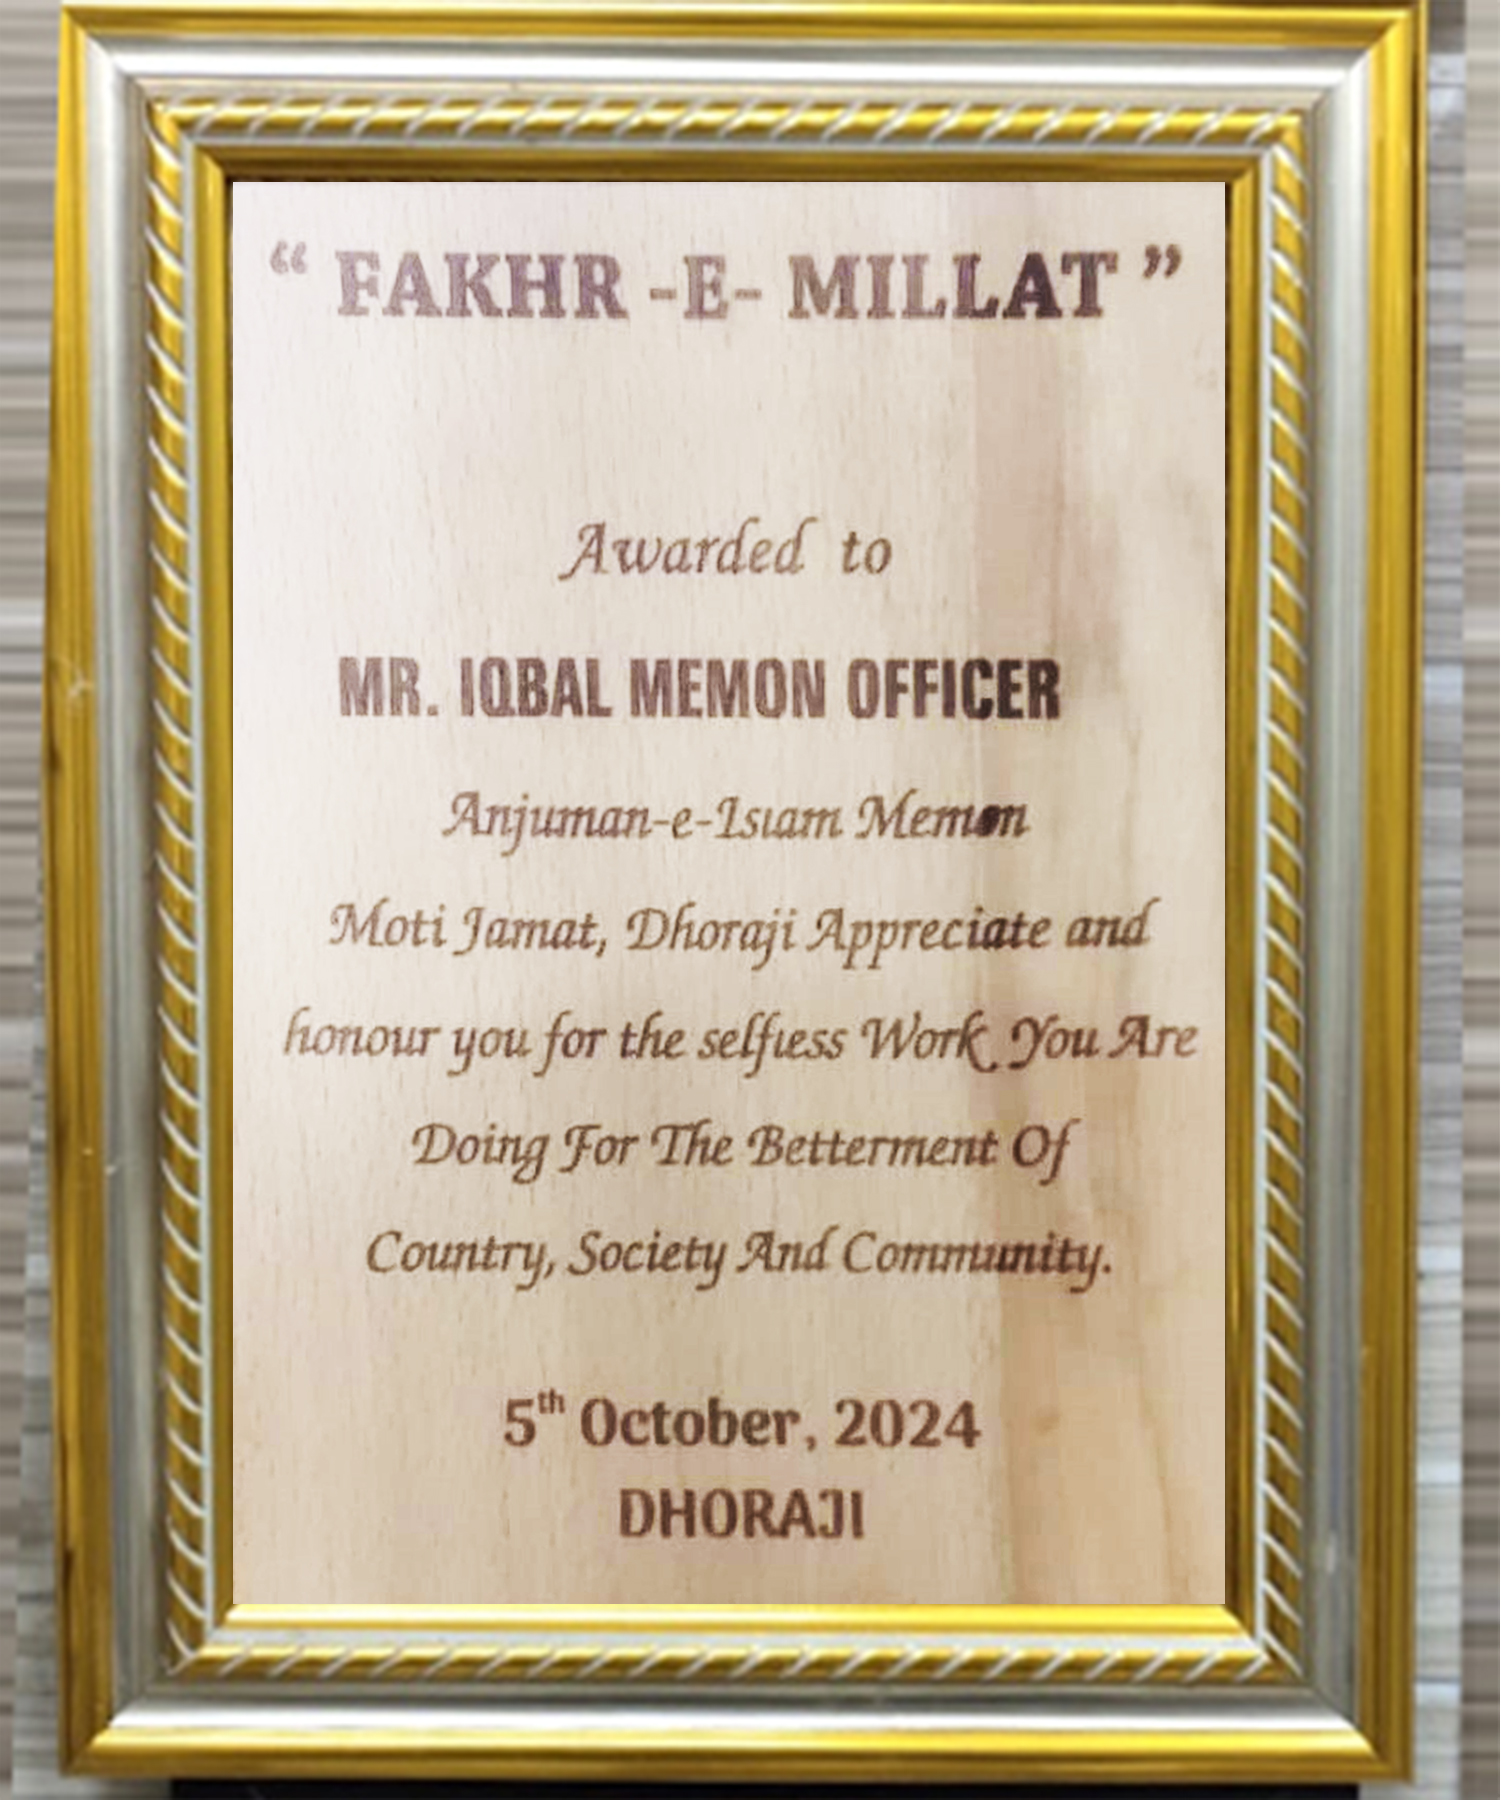 “ FAKHR -E- MILLAT ”
Awarded to
MR. IQBAL MEMON OFFICER
Anjuman-e-Islam Memon
Moti Jamat, Dhoraji Appreciate and
honour you for the selfless Work You Are
Doing For The Betterment Of
Country, Society And Community.
5th October, 2024
DHORAJI